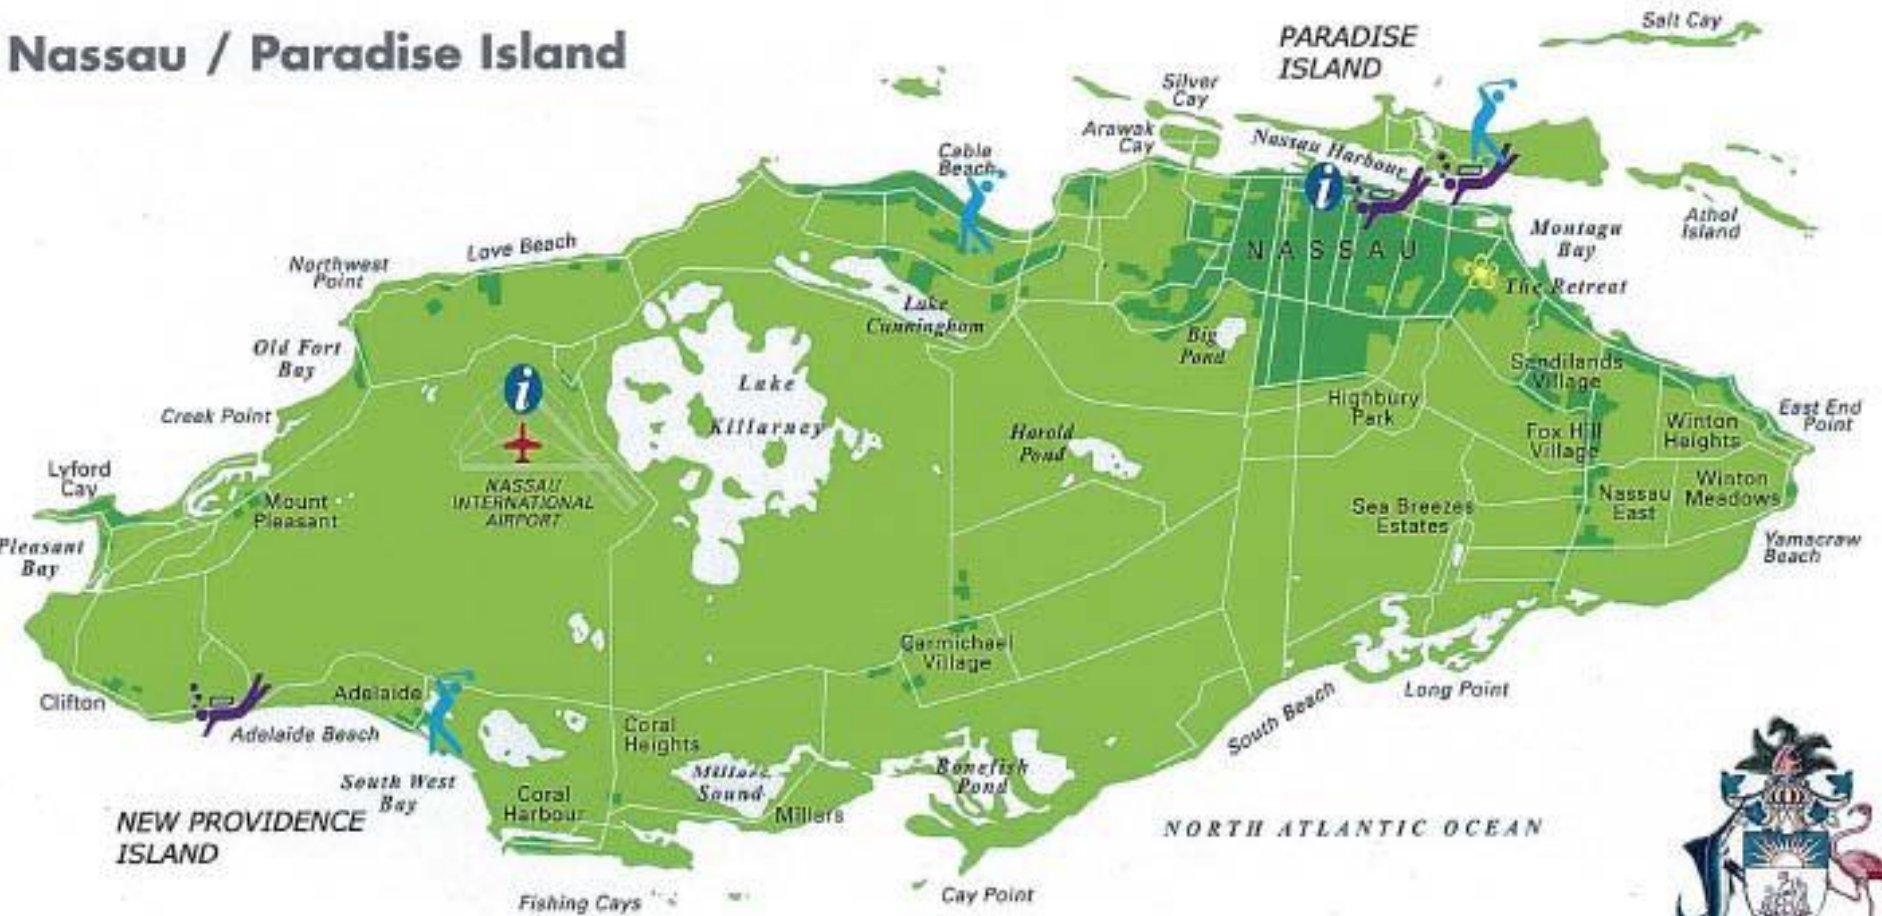 Nassau / Paradise Island
PARADISE
ISLAND
Salt Cay
Silver
Cay
Arawak
Cay
Nassau Harbour
Cable
Beach
i
Athol
Island
Montagu
Bay
NASSAU
The Retreat
Love Beach
Northwest
Point
Lake
Cunningham
Big
Pond
Old Fort
Bay
Sandilands
Village
i
Lake
Killarney
Highbury
Park
East End
Point
Creek Point
Harold
Pond
Fox Hill
Village
Winton
Heights
Lyford
Cay
NASSAU
INTERNATIONAL
AIRPORT
Mount
Pleasant
Sea Breezes
Estates
Nassau
East
Winton
Meadows
Pleasant
Bay
Yamacraw
Beach
Carmichael
Village
Clifton
Adelaide
Adelaide Beach
Long Point
South Beach
Coral
Heights
South West
Bay
Millars
Sound
Bonefish
Pond
Coral
Harbour
Millers
NEW PROVIDENCE
ISLAND
NORTH ATLANTIC OCEAN
Fishing Cays
Cay Point